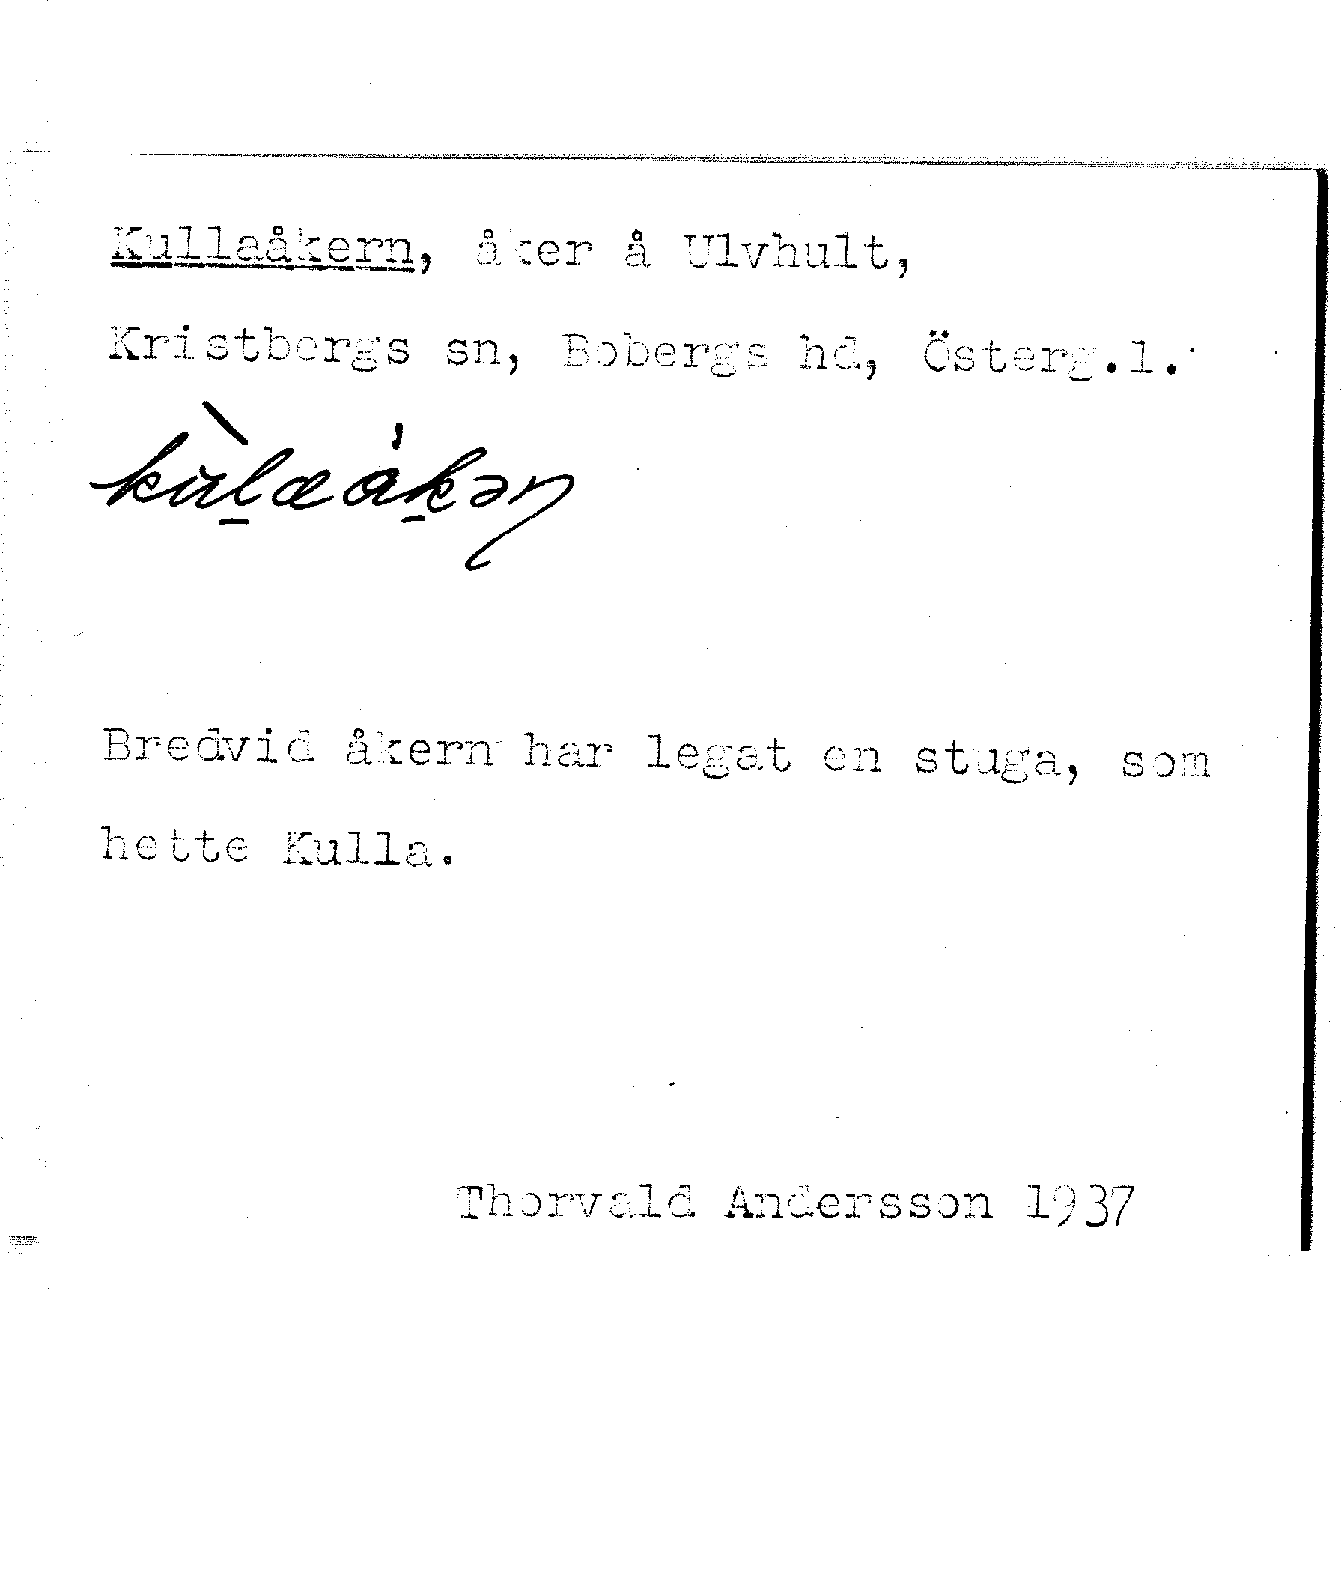 Kullaåkern, åker å Ulvhult,
Kristbergs sn, Bobergs hd, Österg.l.
kùḻæåḵəņ
Bredvid åkern har legat en stuga, som
hette Kulla.
Thorvald Andersson 1937